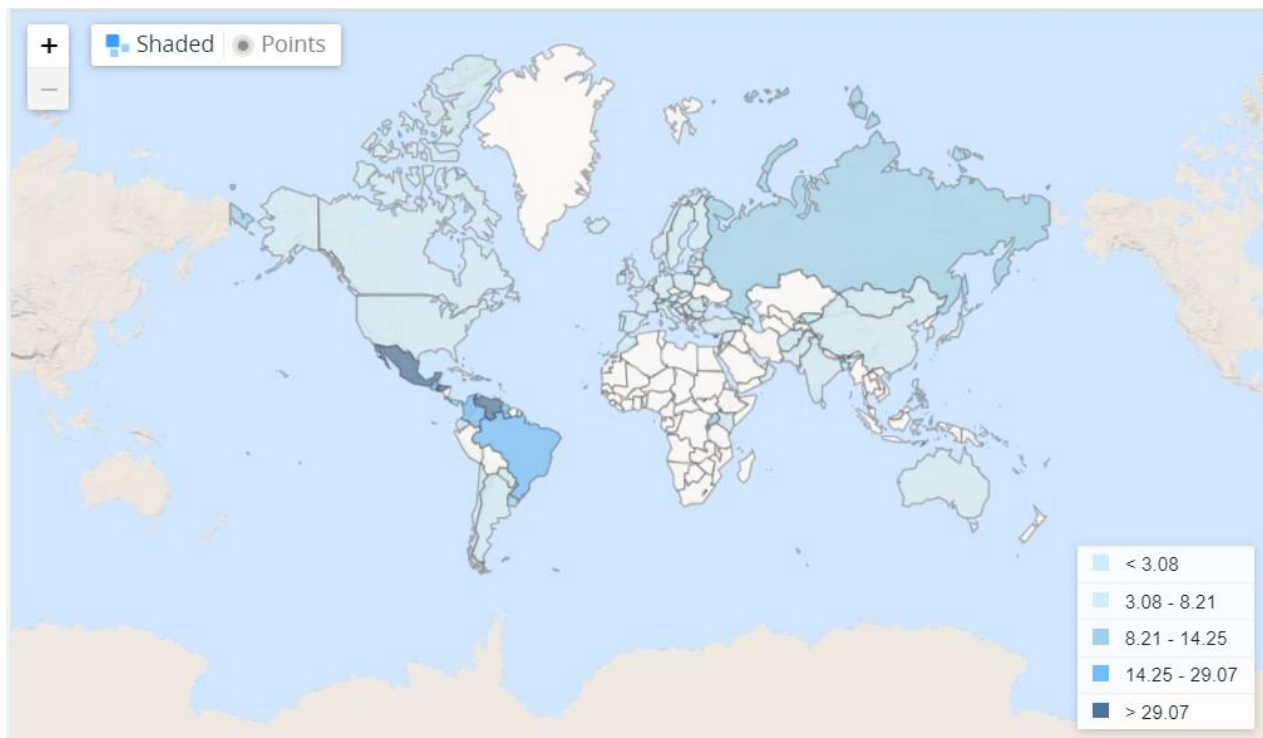 +
Shaded Points
−
< 3.08
3.08 - 8.21
8.21 - 14.25
14.25 - 29.07
> 29.07